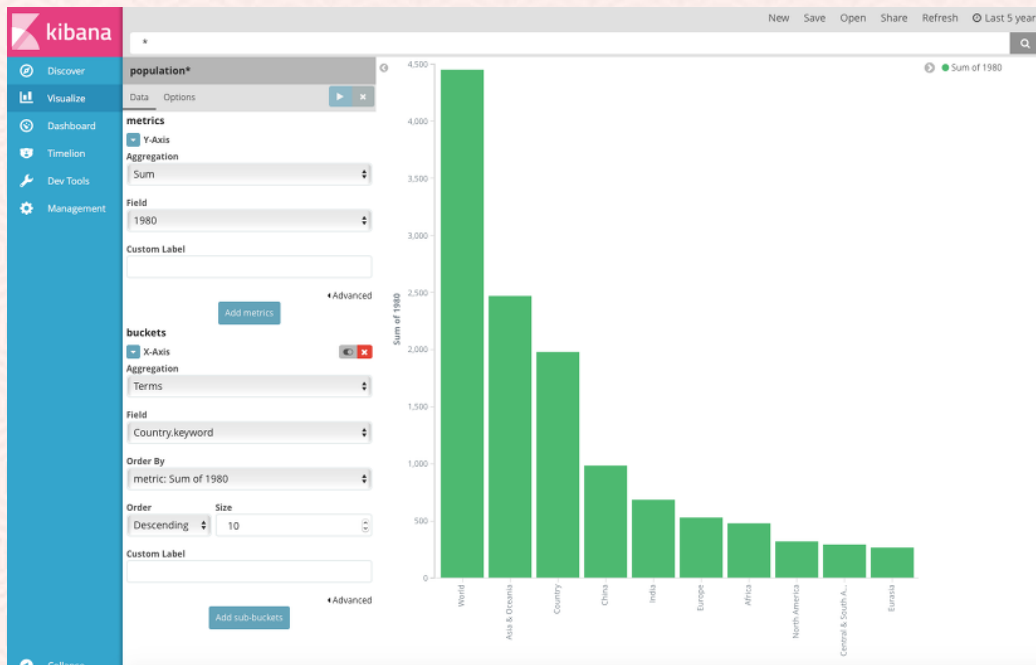 kibana
New Save Open Share Refresh Last 5 year
*
Discover
Visualize
Dashboard
Timelion
Dev Tools
Management
population*
Data Options
metrics
Y-Axis
Aggregation
Sum
Field
1980
Custom Label
Advanced
Add metrics
buckets
X-Axis
Aggregation
Terms
Field
Country.keyword
Order By
metric: Sum of 1980
Order Size
Descending 10
Custom Label
Advanced
Add sub-buckets
Sum of 1980
4,500
4,000
3,500
3,000
2,500
2,000
1,500
1,000
500
0
Sum of 1980
World
Asia & Oceania
Country
China
India
Europe
Africa
North America
Central & South A...
Eurasia